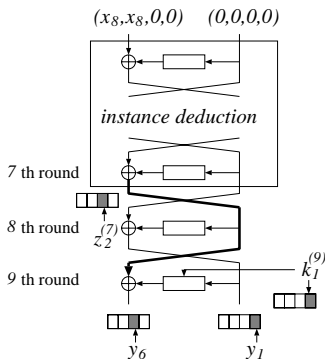 (x₈,x₈,0,0) (0,0,0,0)
instance deduction
7 th round
8 th round
z₂⁽⁷⁾
9 th round
k₁⁽⁹⁾
y₆ y₁